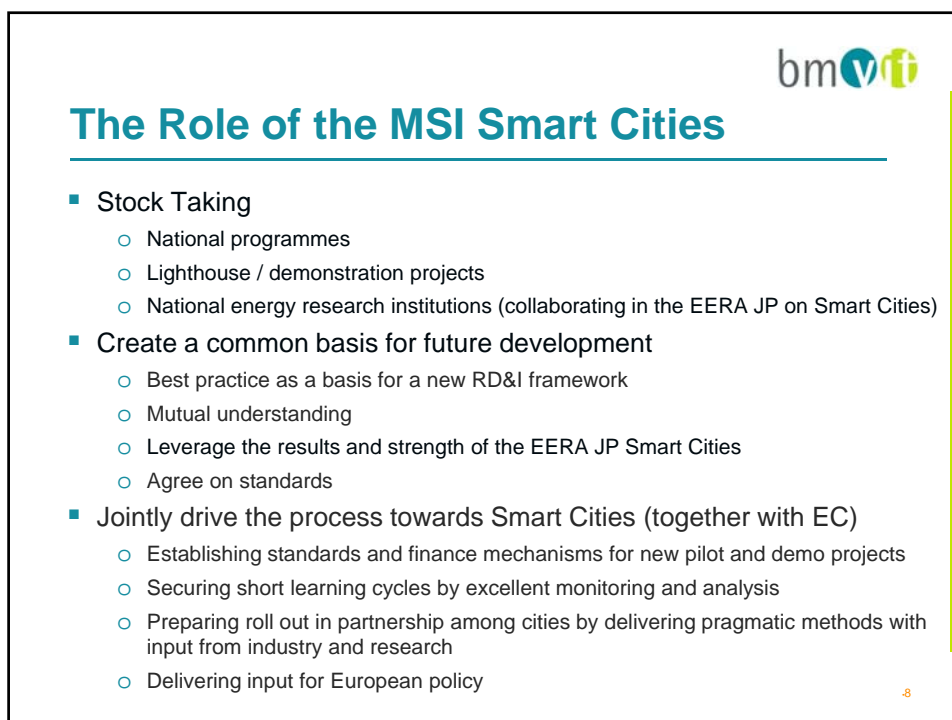 bmvit
The Role of the MSI Smart Cities
▪ Stock Taking
o National programmes
o Lighthouse / demonstration projects
o National energy research institutions (collaborating in the EERA JP on Smart Cities)
▪ Create a common basis for future development
o Best practice as a basis for a new RD&I framework
o Mutual understanding
o Leverage the results and strength of the EERA JP Smart Cities
o Agree on standards
▪ Jointly drive the process towards Smart Cities (together with EC)
o Establishing standards and finance mechanisms for new pilot and demo projects
o Securing short learning cycles by excellent monitoring and analysis
o Preparing roll out in partnership among cities by delivering pragmatic methods with
input from industry and research
o Delivering input for European policy
8